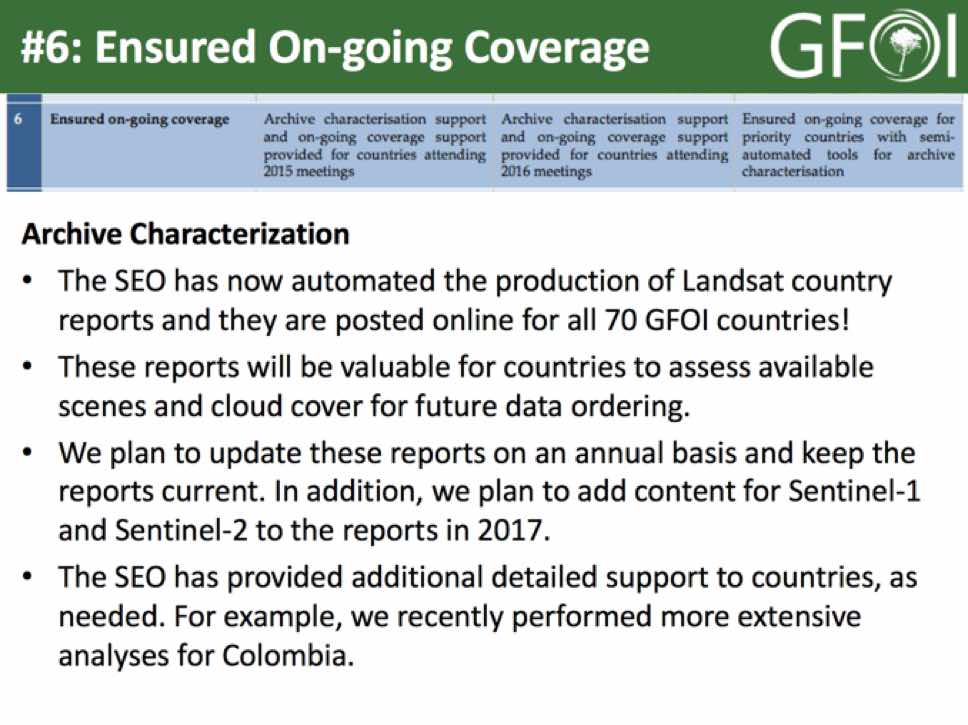 #6: Ensured On-going Coverage
GFOI
6 Ensured on-going coverage Archive characterisation support Archive characterisation support Ensured on-going coverage for
and on-going coverage support and on-going coverage support priority countries with semi-
provided for countries attending provided for countries attending automated tools for archive
2015 meetings 2016 meetings characterisation
Archive Characterization
• The SEO has now automated the production of Landsat country
reports and they are posted online for all 70 GFOI countries!
• These reports will be valuable for countries to assess available
scenes and cloud cover for future data ordering.
• We plan to update these reports on an annual basis and keep the
reports current. In addition, we plan to add content for Sentinel-1
and Sentinel-2 to the reports in 2017.
• The SEO has provided additional detailed support to countries, as
needed. For example, we recently performed more extensive
analyses for Colombia.